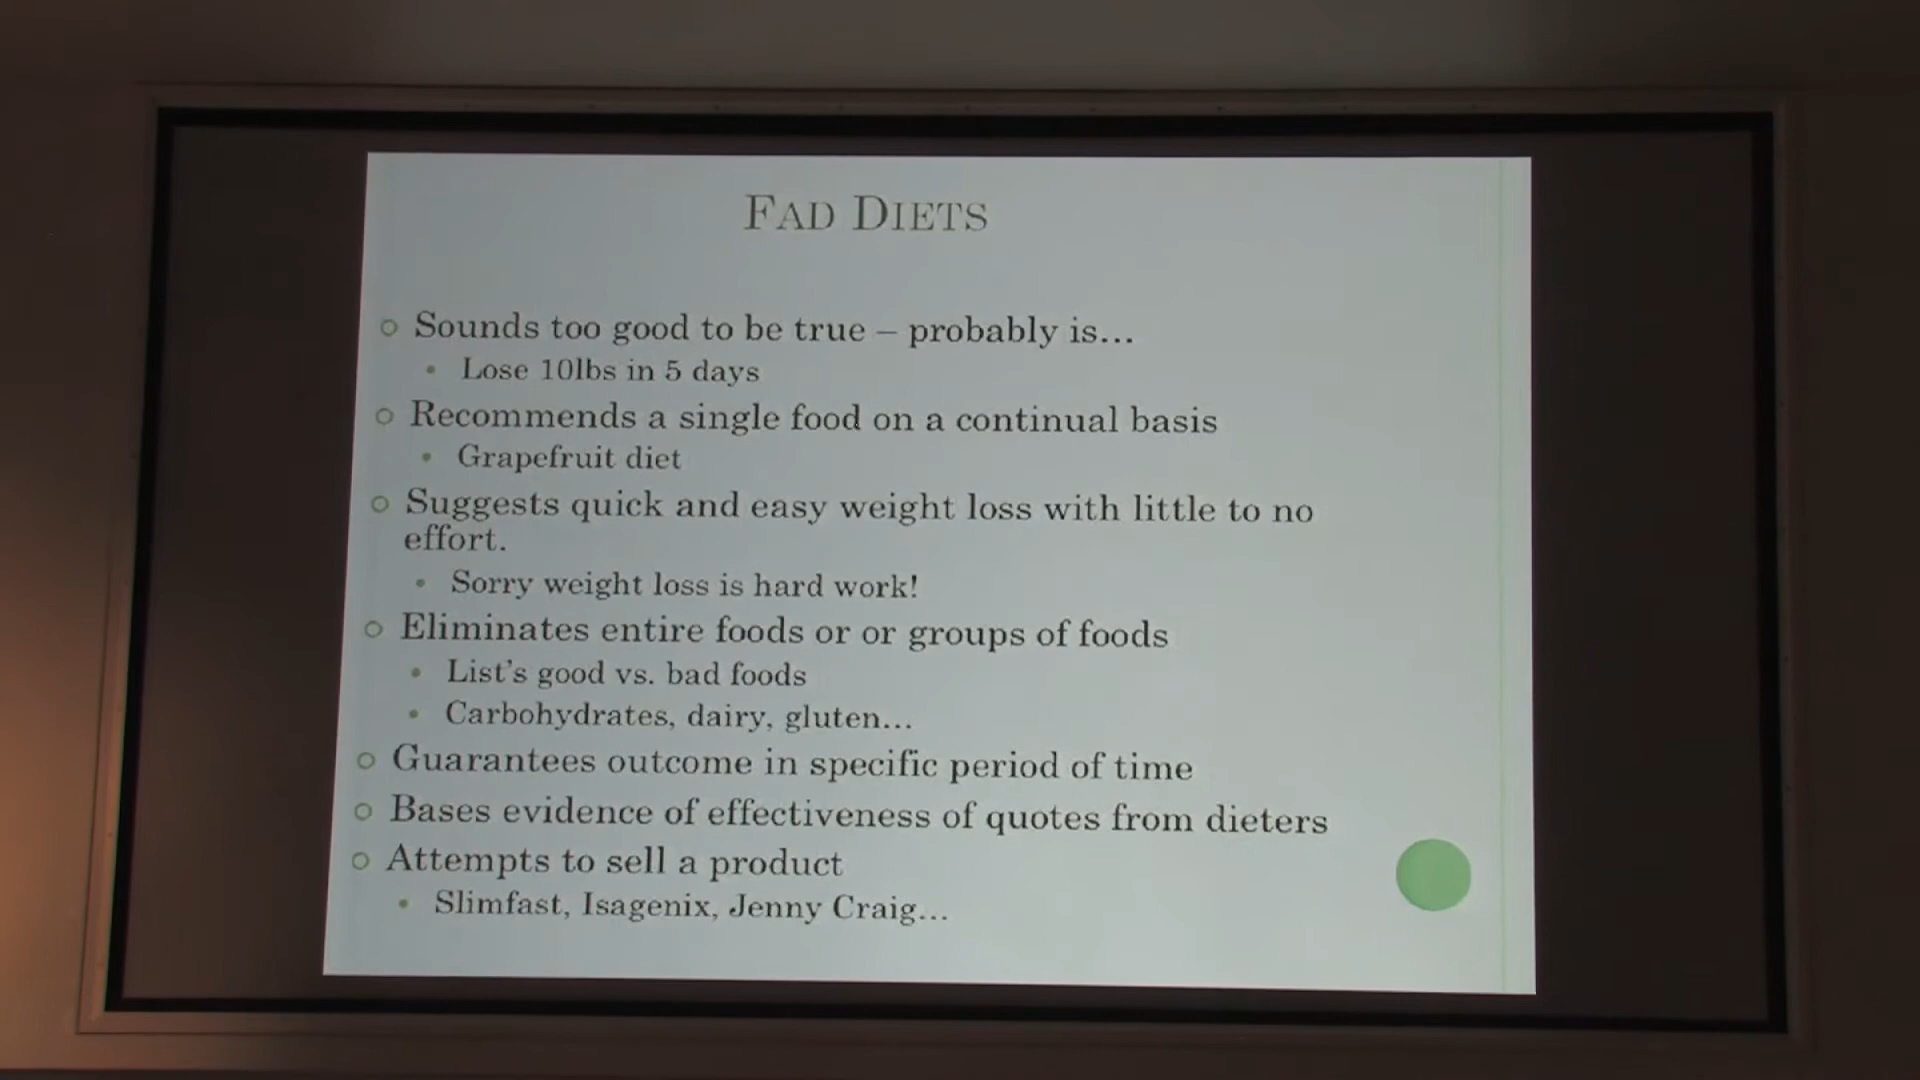 FAD DIETS
Sounds too good to be true – probably is...
Lose 10lbs in 5 days
Recommends a single food on a continual basis
Grapefruit diet
Suggests quick and easy weight loss with little to no
effort.
Sorry weight loss is hard work!
Eliminates entire foods or or groups of foods
List's good vs. bad foods
Carbohydrates, dairy, gluten...
Guarantees outcome in specific period of time
Bases evidence of effectiveness of quotes from dieters
Attempts to sell a product
Slimfast, Isagenix, Jenny Craig...